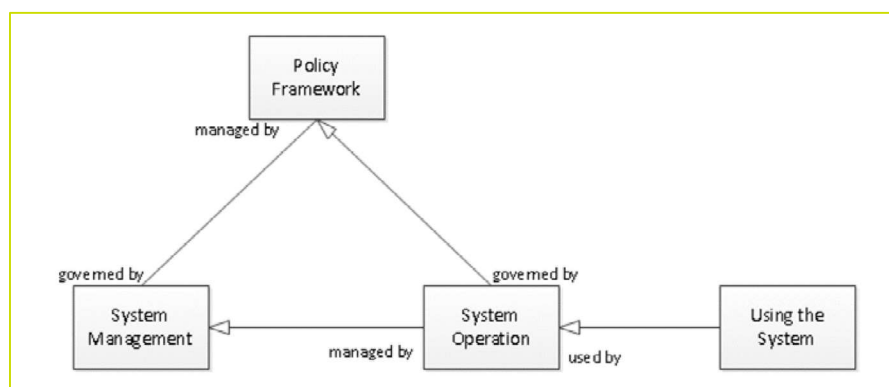 Policy
Framework
managed by
governed by
governed by
System
Management
System
Operation
Using the
System
managed by
used by